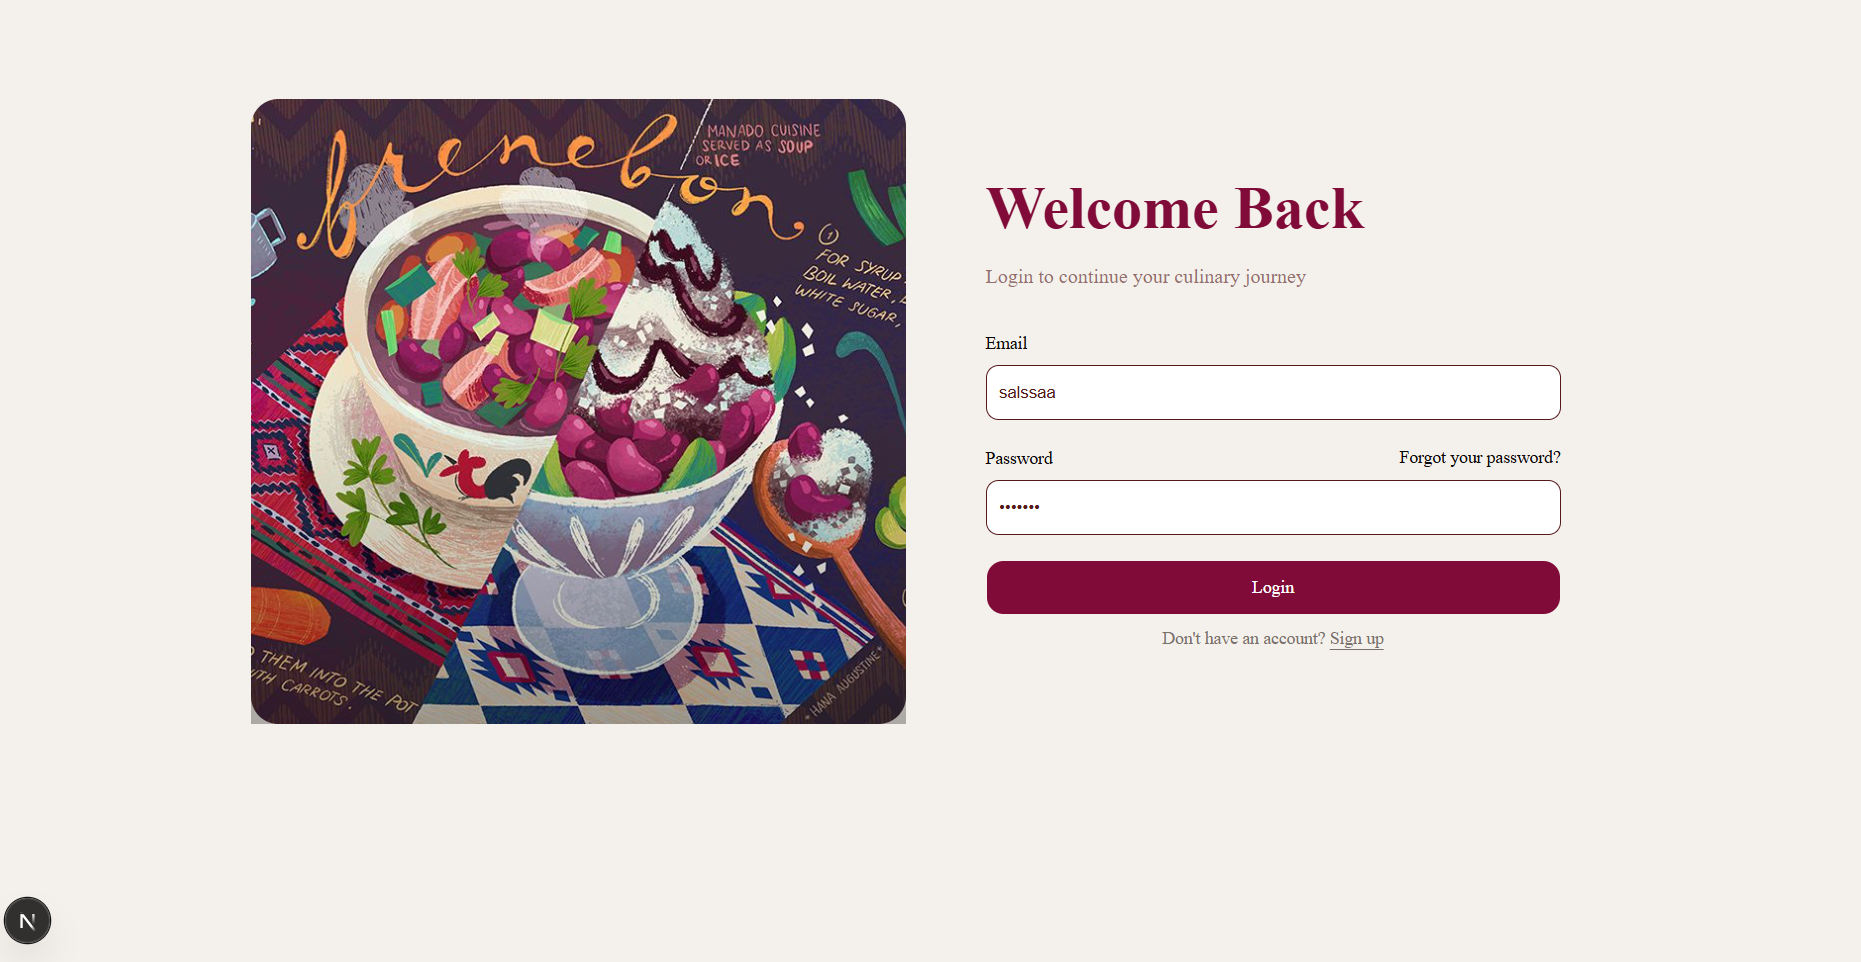 brenebon
MANADO CUISINE
SERVED AS SOUP
OR ICE
1
FOR SYRUP
BOIL WATER,
WHITE SUGAR,
THEM INTO THE POT
WITH CARROTS.
• HANA AUGUSTINE •
Welcome Back
Login to continue your culinary journey
Email
salssaa
Password
Forgot your password?
•••••••
Login
Don't have an account? Sign up
N